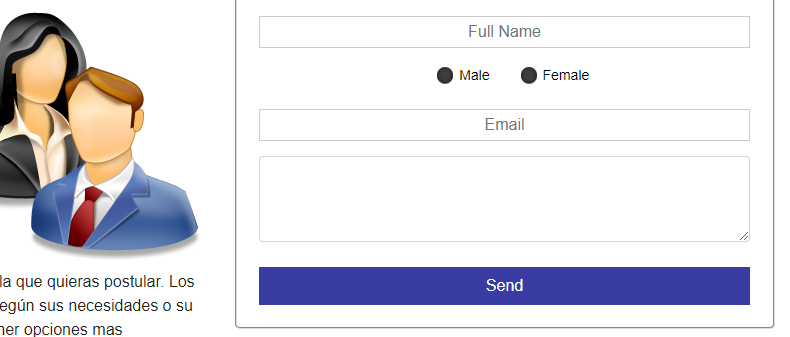 Full Name
Male Female
Email
Send
la que quieras postular. Los
egún sus necesidades o su
ner opciones mas